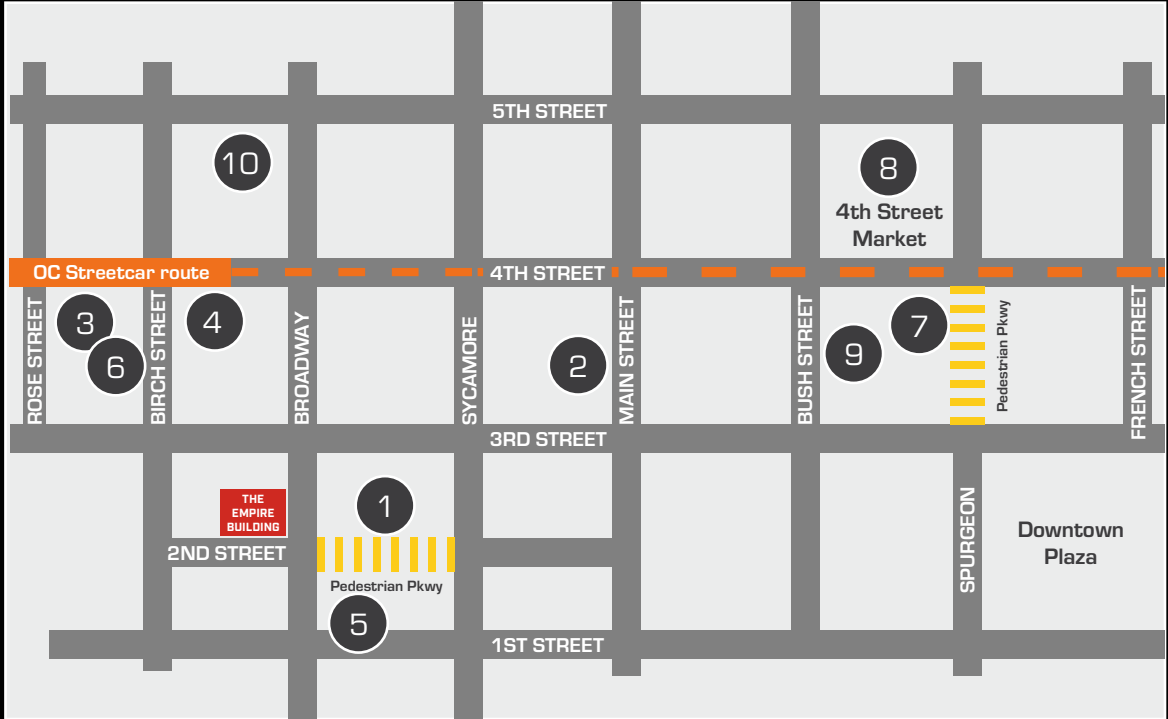 5TH STREET
10
8
4th Street
Market
OC Streetcar route
4TH STREET
3
4
7
6
2
9
ROSE STREET
BIRCH STREET
BROADWAY
SYCAMORE
MAIN STREET
BUSH STREET
Pedestrian Pkwy
FRENCH STREET
3RD STREET
THE
EMPIRE
BUILDING
1
2ND STREET
Pedestrian Pkwy
5
SPURGEON
Downtown
Plaza
1ST STREET